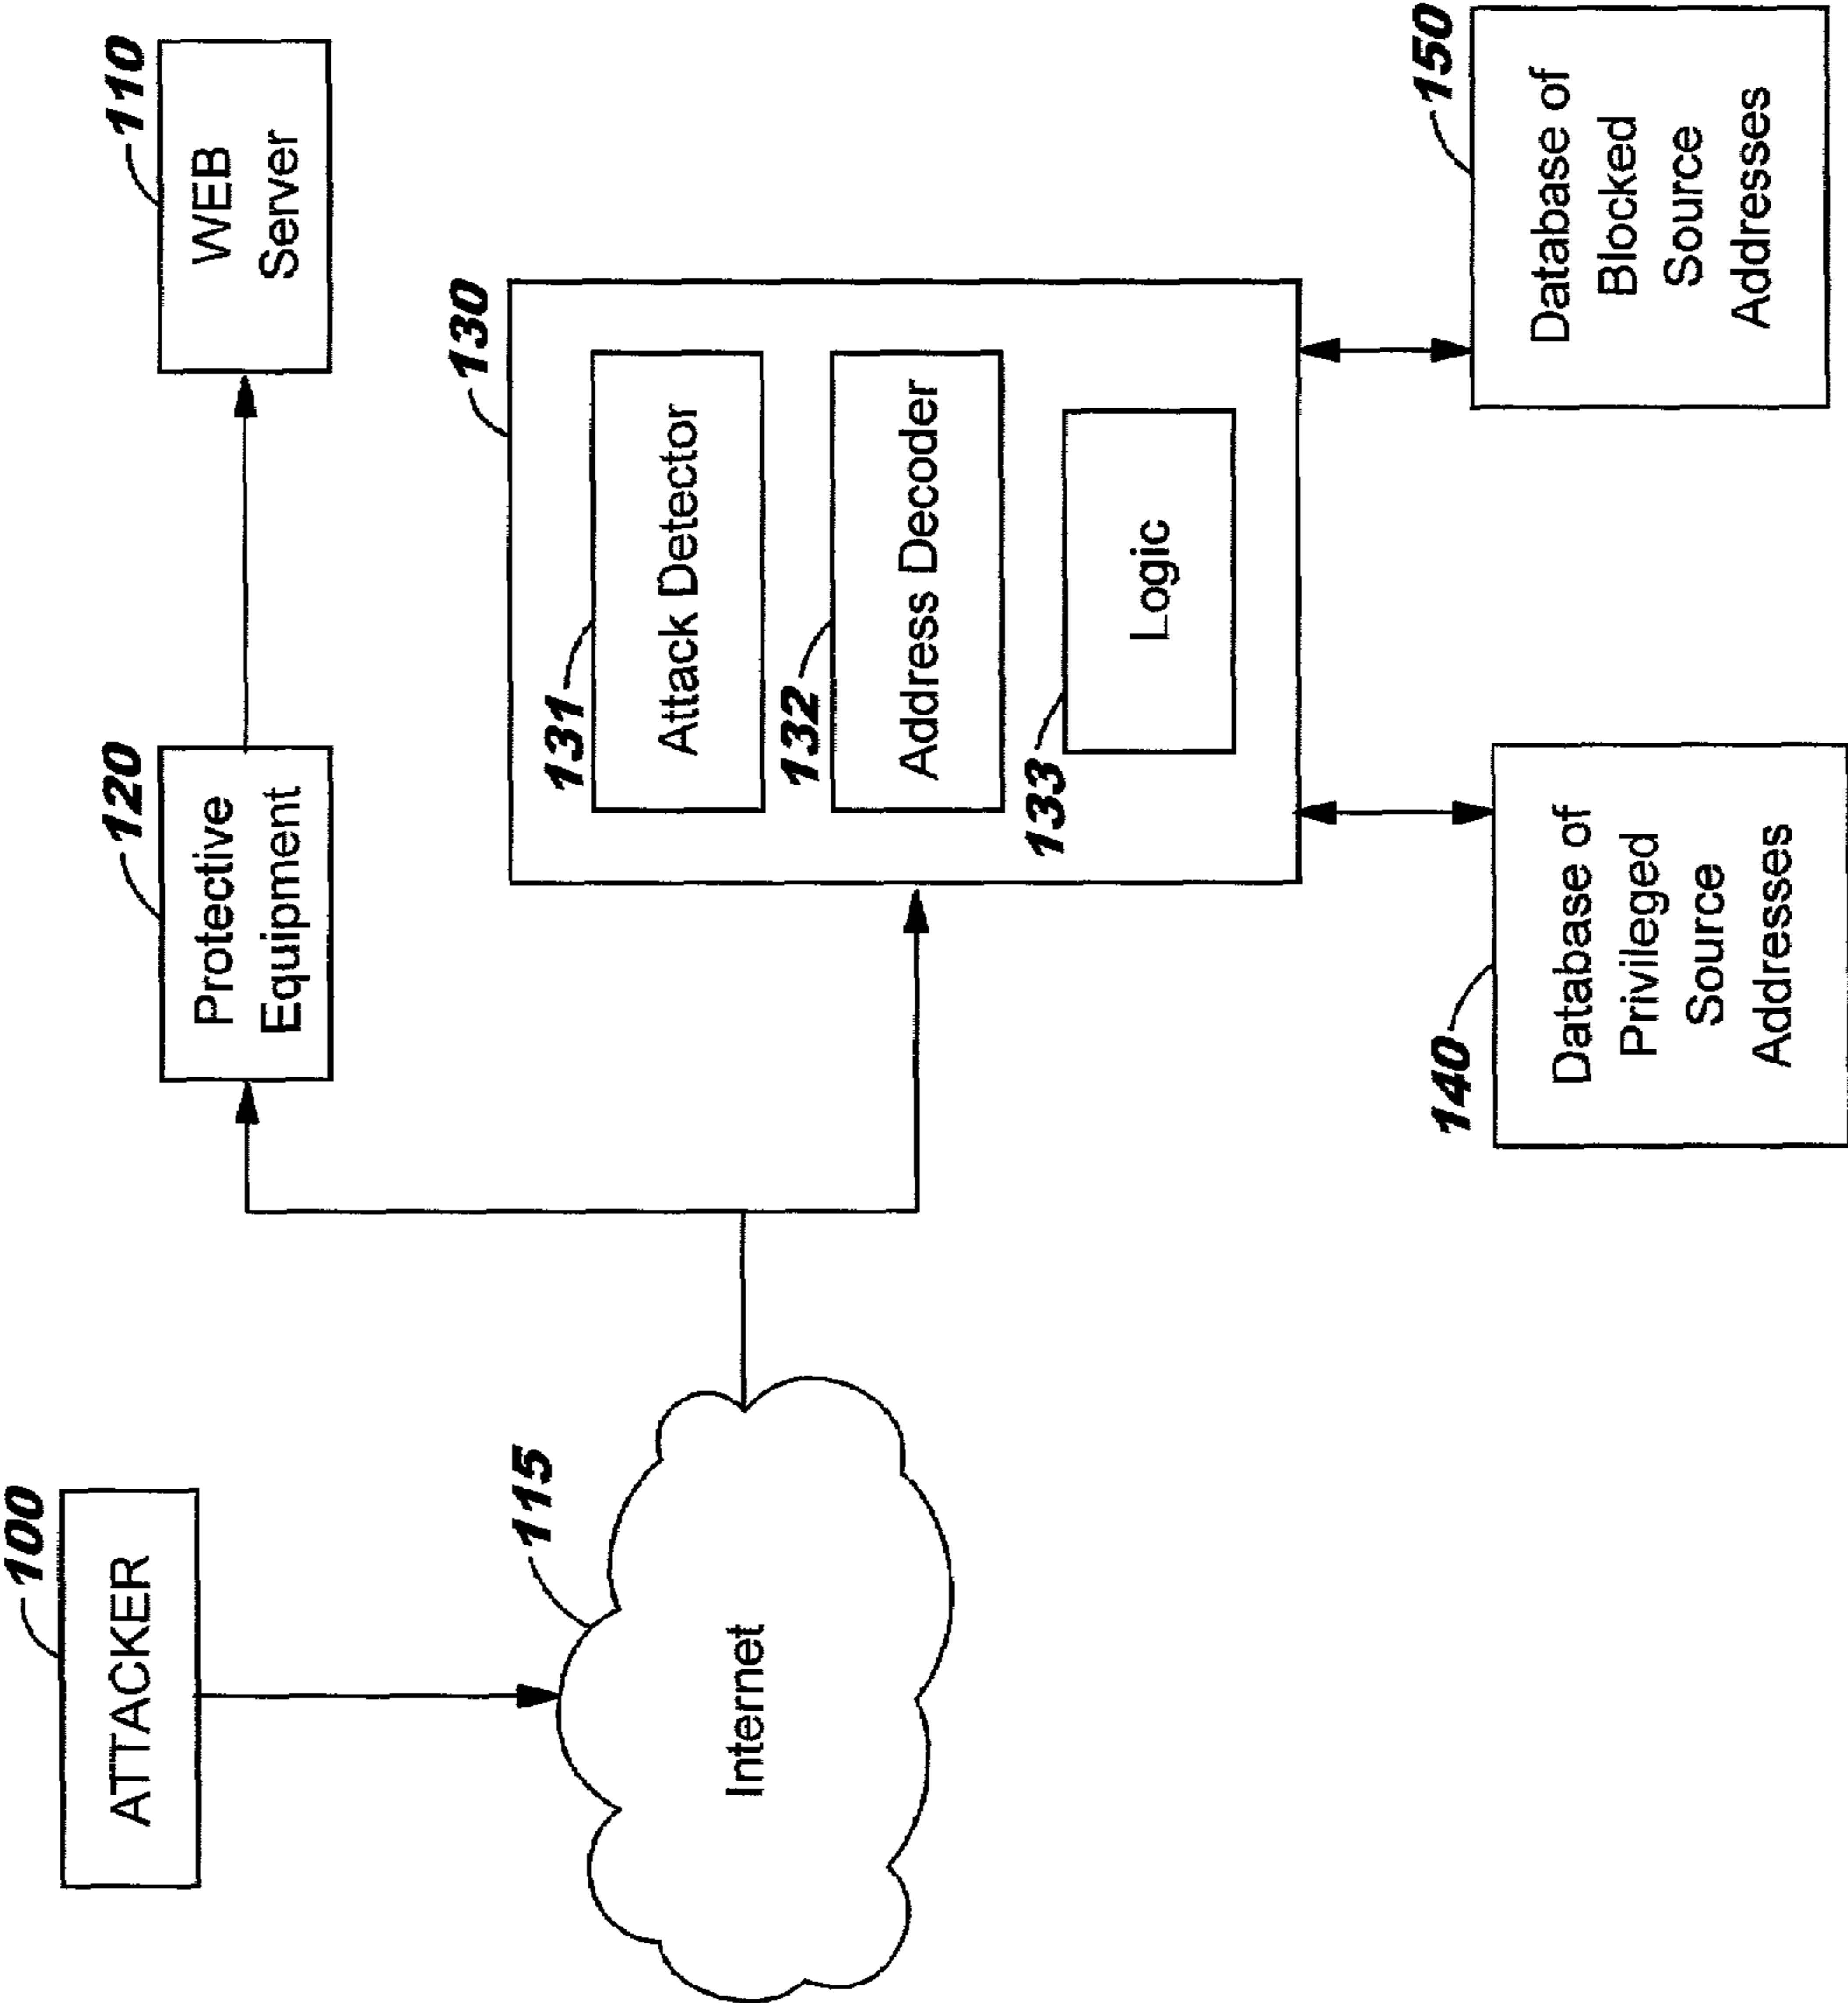 100
ATTACKER
115
Internet
120
Protective
Equipment
110
WEB
Server
130
131
Attack Detector
132
Address Decoder
133
Logic
140
Database of
Privileged
Source
Addresses
150
Database of
Blocked
Source
Addresses